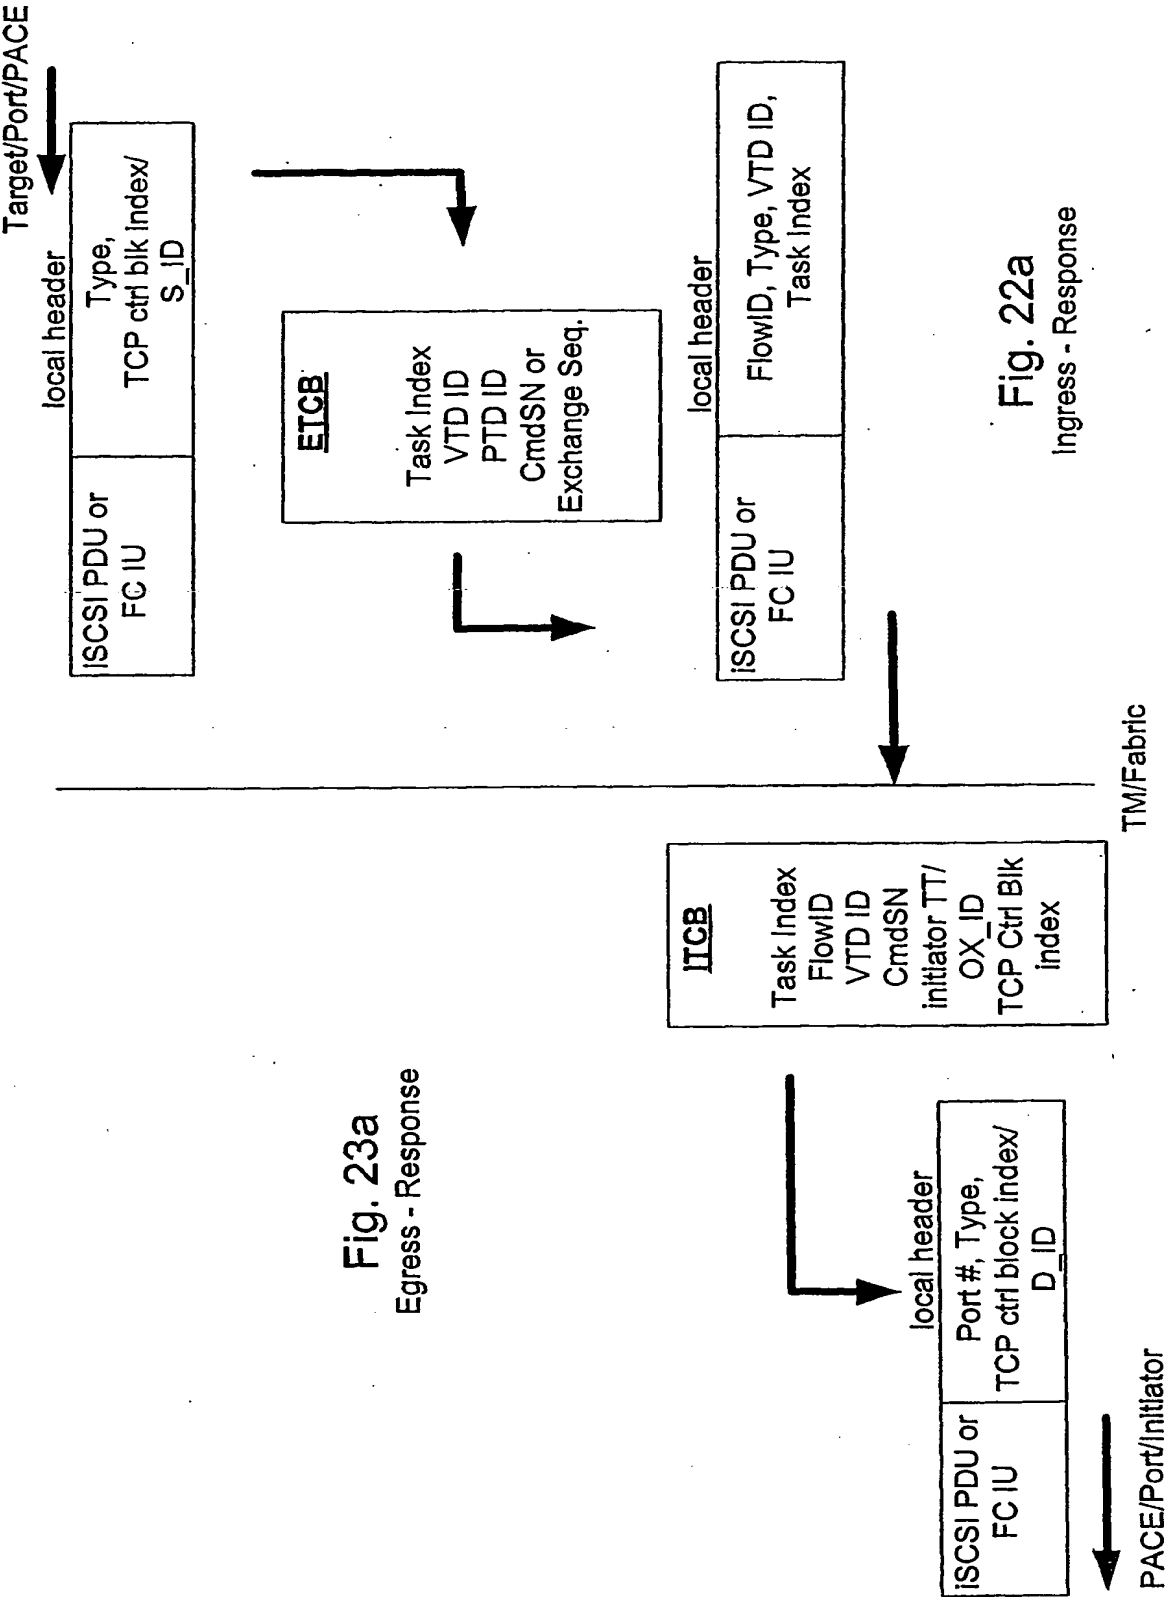 Target/Port/PACE
local header
iSCSI PDU or
FC IU
Type,
TCP ctrl blk index/
S_ID
ETCB
Task Index
VTD ID
PTD ID
CmdSN or
Exchange Seq.
local header
iSCSI PDU or
FC IU
FlowID, Type, VTD ID,
Task Index
Fig. 22a
Ingress - Response
TM/Fabric
ITCB
Task Index
FlowID
VTD ID
CmdSN
initiator TT/
OX_ID
TCP Ctrl Blk
index
Fig. 23a
Egress - Response
local header
iSCSI PDU or
FC IU
Port #, Type,
TCP ctrl block index/
D_ID
PACE/Port/Initiator